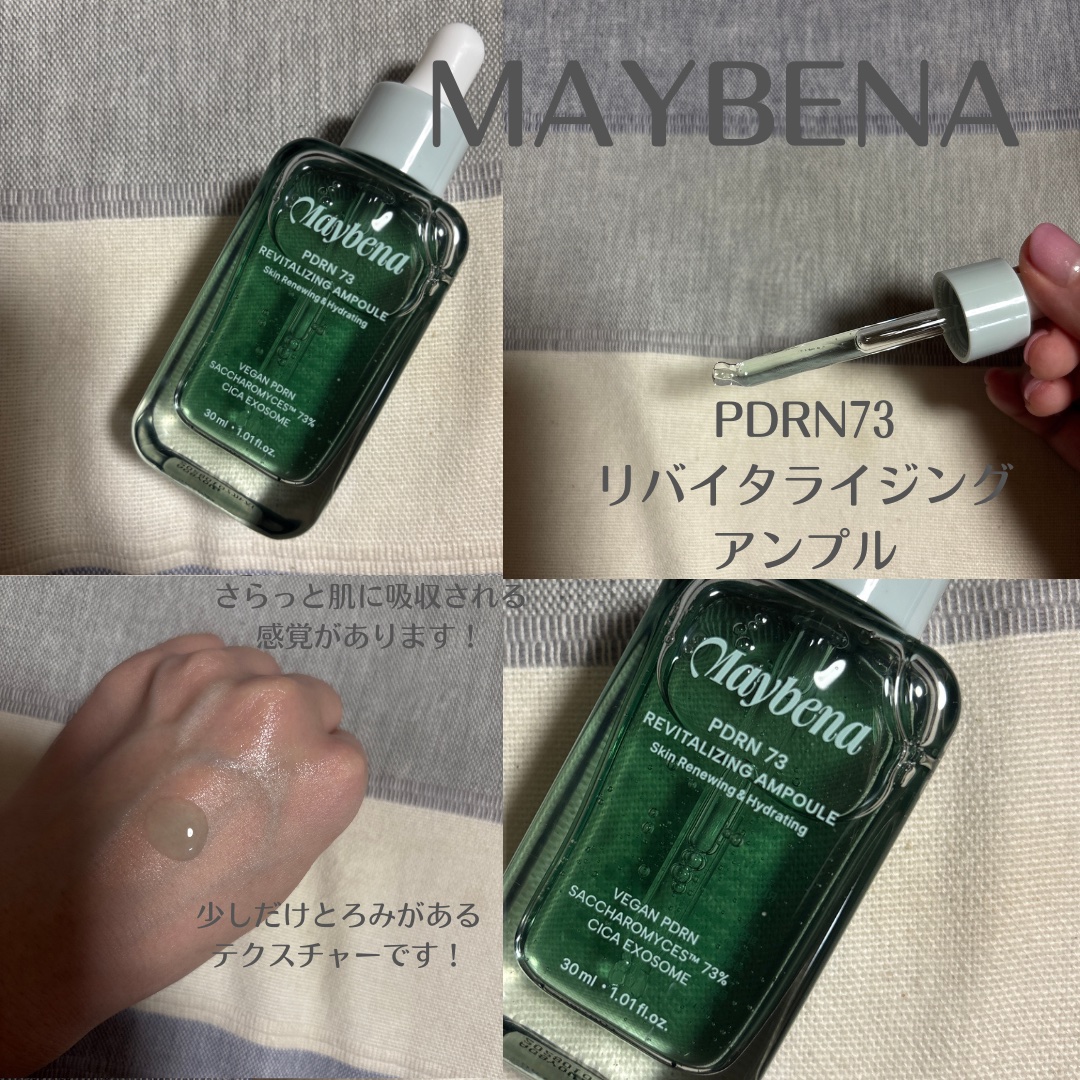 MAYBENA
Maybena
PDRN 73
REVITALIZING AMPOULE
Skin Renewing & Hydrating
VEGAN PDRN
SACCHAROMYCES™ 73%
CICA EXOSOME
30 ml • 1.01 fl.oz.
PDRN73
リバイタライジング
アンプル
さらっと肌に吸収される
感覚があります！
少しだけとろみがある
テクスチャーです！
Maybena
PDRN 73
REVITALIZING AMPOULE
Skin Renewing & Hydrating
VEGAN PDRN
SACCHAROMYCES™ 73%
CICA EXOSOME
30 ml • 1.01 fl.oz.